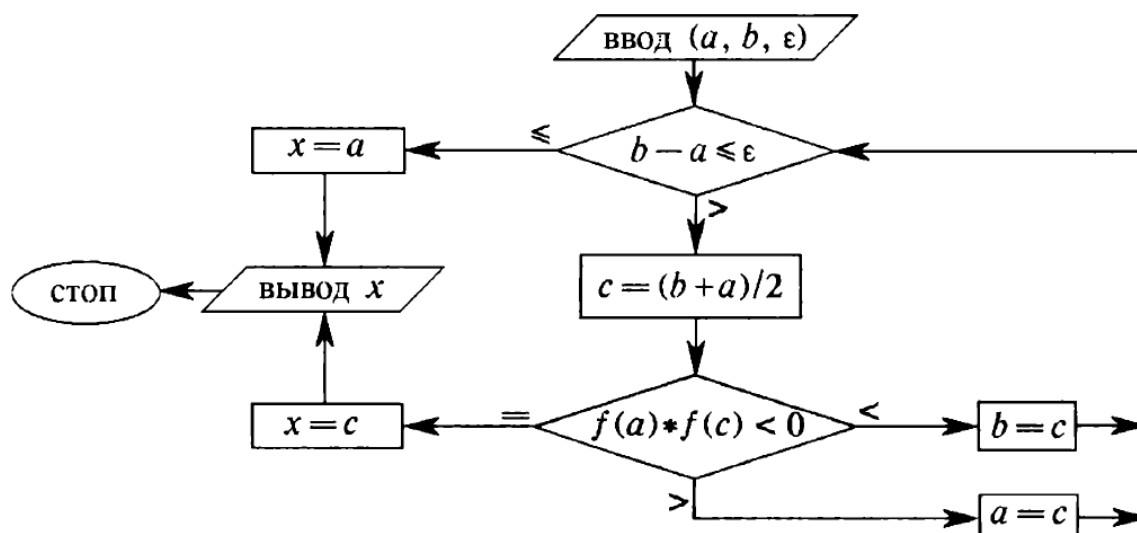 ввод (a, b, ε)
x = a
⩽
b − a ⩽ ε
>
стоп
вывод x
c = (b + a)/2
x = c
=
f(a)∗f(c) < 0
<
b = c
>
a = c